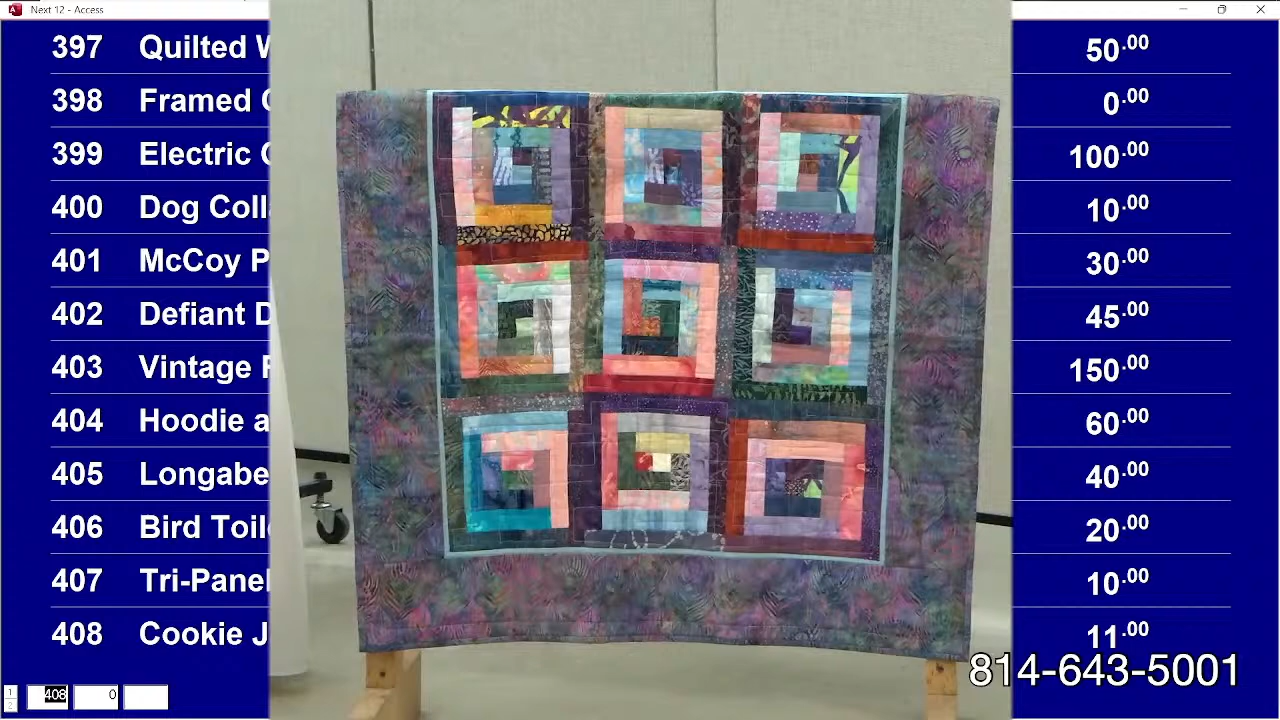 Next 12 - Access
397 Quilted 50.00
398 Framed 0.00
399 Electric 100.00
400 Dog Coll 10.00
401 McCoy P 30.00
402 Defiant D 45.00
403 Vintage 150.00
404 Hoodie a 60.00
405 Longabe 40.00
406 Bird Toil 20.00
407 Tri-Panel 10.00
408 Cookie J 11.00
814-643-5001
1 408 0
2